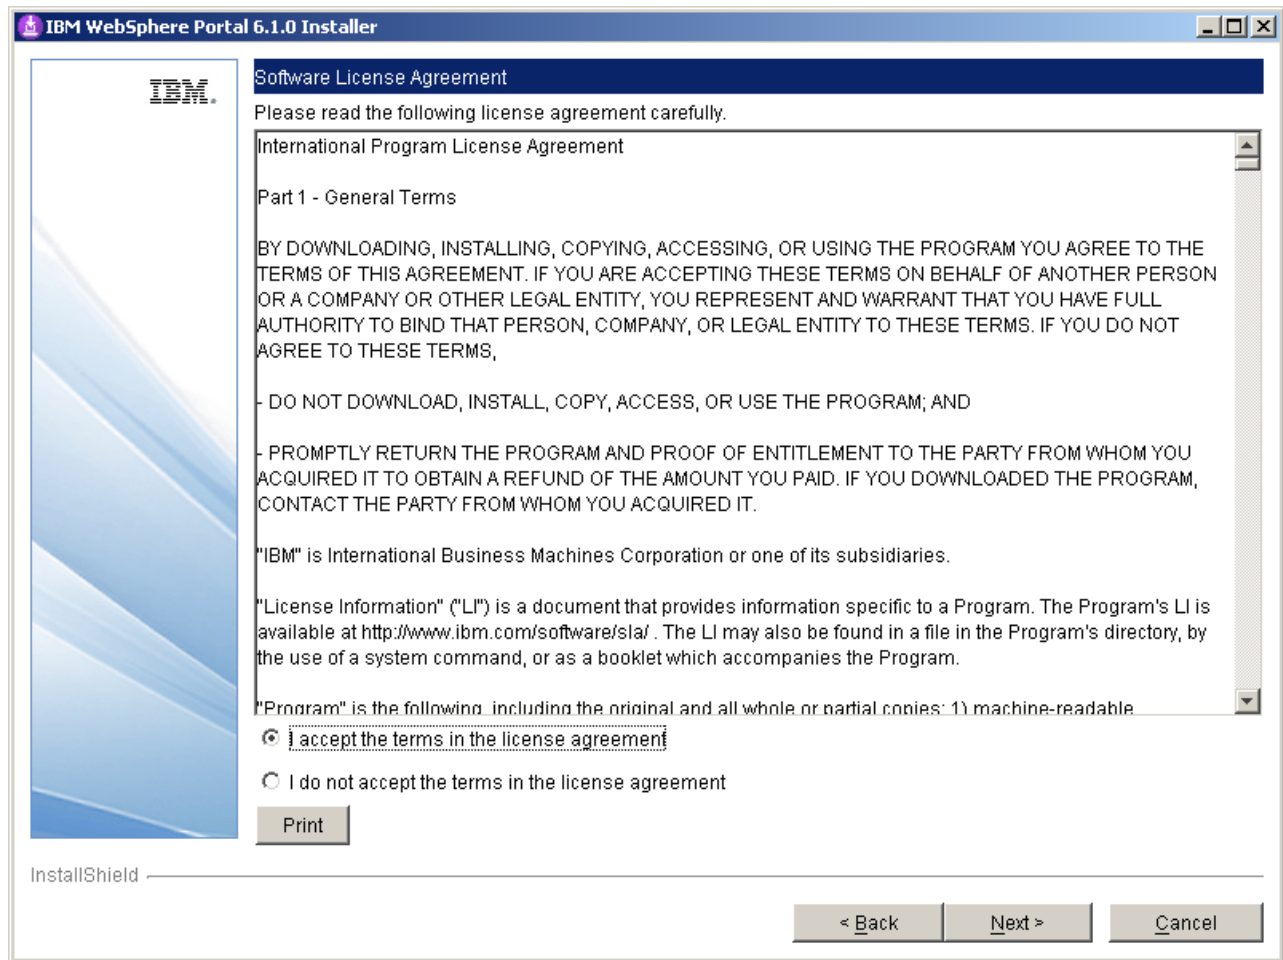 IBM WebSphere Portal 6.1.0 Installer
IBM.
Software License Agreement
Please read the following license agreement carefully.
International Program License Agreement
Part 1 - General Terms
BY DOWNLOADING, INSTALLING, COPYING, ACCESSING, OR USING THE PROGRAM YOU AGREE TO THE
TERMS OF THIS AGREEMENT. IF YOU ARE ACCEPTING THESE TERMS ON BEHALF OF ANOTHER PERSON
OR A COMPANY OR OTHER LEGAL ENTITY, YOU REPRESENT AND WARRANT THAT YOU HAVE FULL
AUTHORITY TO BIND THAT PERSON, COMPANY, OR LEGAL ENTITY TO THESE TERMS. IF YOU DO NOT
AGREE TO THESE TERMS,
- DO NOT DOWNLOAD, INSTALL, COPY, ACCESS, OR USE THE PROGRAM; AND
- PROMPTLY RETURN THE PROGRAM AND PROOF OF ENTITLEMENT TO THE PARTY FROM WHOM YOU
ACQUIRED IT TO OBTAIN A REFUND OF THE AMOUNT YOU PAID. IF YOU DOWNLOADED THE PROGRAM,
CONTACT THE PARTY FROM WHOM YOU ACQUIRED IT.
"IBM" is International Business Machines Corporation or one of its subsidiaries.
"License Information" ("LI") is a document that provides information specific to a Program. The Program's LI is
available at http://www.ibm.com/software/sla/ . The LI may also be found in a file in the Program's directory, by
the use of a system command, or as a booklet which accompanies the Program.
"Program" is the following, including the original and all whole or partial copies: 1) machine-readable
I accept the terms in the license agreement
I do not accept the terms in the license agreement
Print
InstallShield
< Back
Next >
Cancel